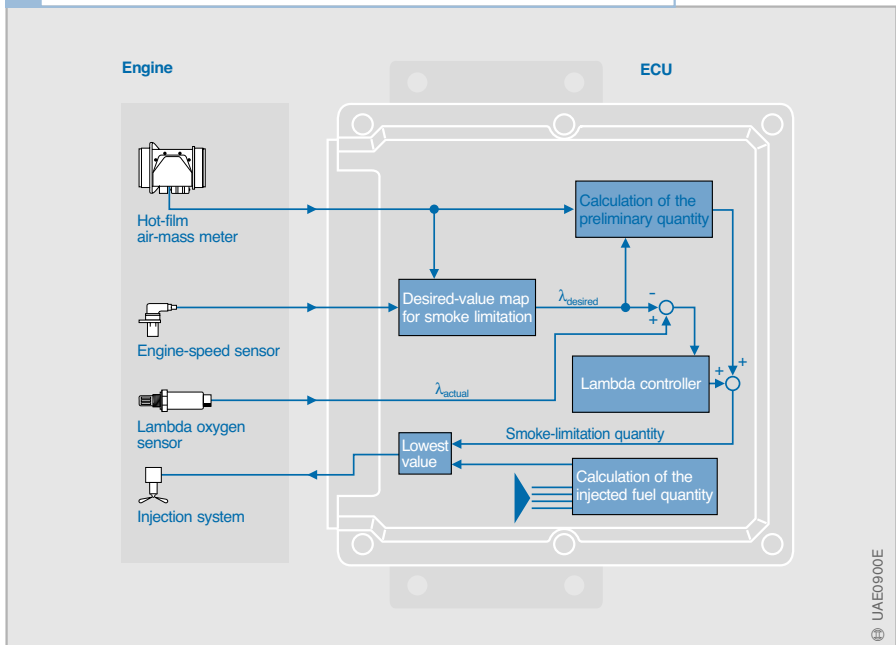 Engine
ECU
Hot-film
air-mass meter
Calculation of the
preliminary quantity
Desired-value map
for smoke limitation
λdesired
-
+
Engine-speed sensor
Lambda controller
+
+
λactual
Lambda oxygen
sensor
Smoke-limitation quantity
Lowest
value
Calculation of the
injected fuel quantity
Injection system
UAE0900E